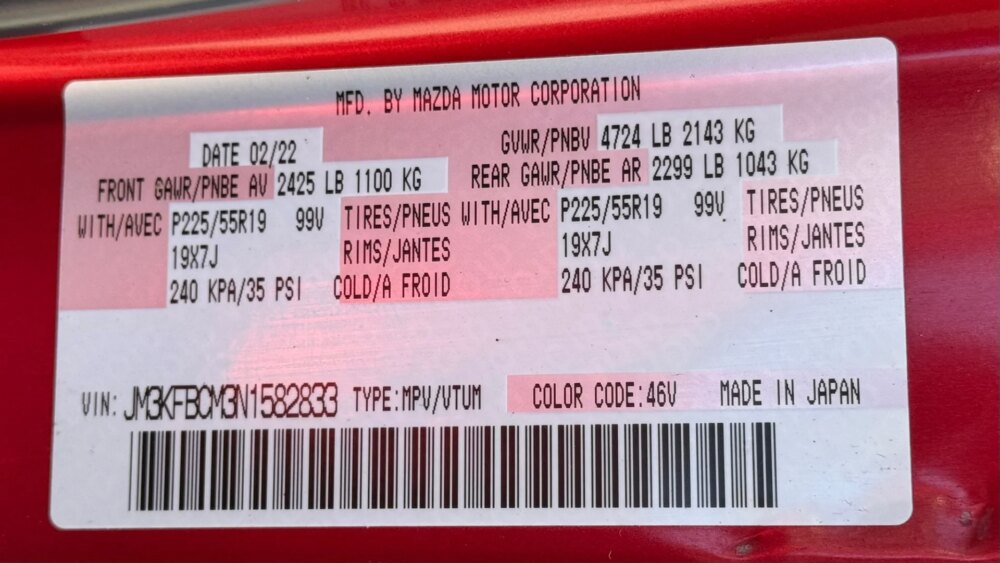 MFD. BY MAZDA MOTOR CORPORATION
DATE 02/22 GVWR/PNBV 4724 LB 2143 KG
FRONT GAWR/PNBE AV 2425 LB 1100 KG REAR GAWR/PNBE AR 2299 LB 1043 KG
WITH/AVEC P225/55R19 99V TIRES/PNEUS WITH/AVEC P225/55R19 99V TIRES/PNEUS
19X7J RIMS/JANTES 19X7J RIMS/JANTES
240 KPA/35 PSI COLD/A FROID 240 KPA/35 PSI COLD/A FROID
VIN: JM3KFBCM3N1582833 TYPE:MPV/VTUM COLOR CODE:46V MADE IN JAPAN